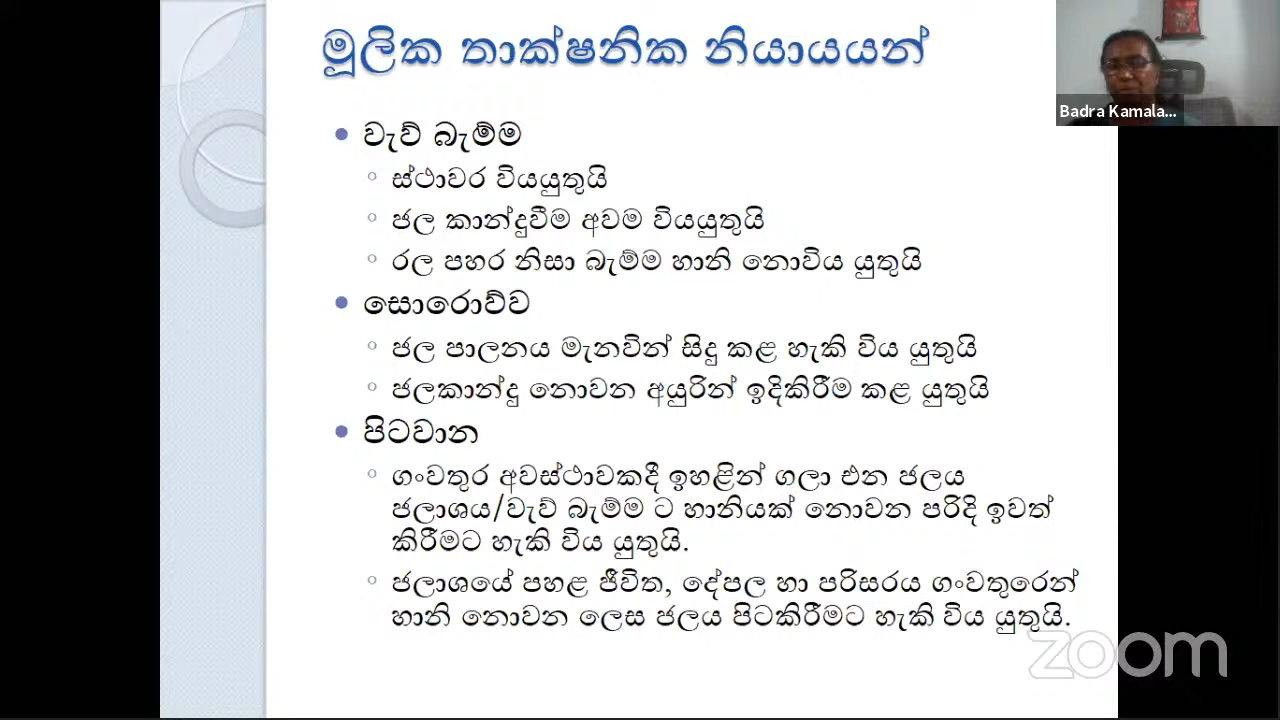 මූලික තාක්ෂනික නියායයන්
Badra Kamala...
• වැව් බැම්ම
◦ ස්ථාවර වියයුතුයි
◦ ජල කාන්දුවීම අවම වියයුතුයි
◦ රල පහර නිසා බැම්ම හානි නොවිය යුතුයි
• සොරොව්ව
◦ ජල පාලනය මැනවින් සිදු කළ හැකි විය යුතුයි
◦ ජලකාන්දු නොවන අයුරින් ඉදිකිරීම කළ යුතුයි
• පිටවාන
◦ ගංවතුර අවස්ථාවකදී ඉහළින් ගලා එන ජලය
ජලාශය/වැව් බැම්ම ට හානියක් නොවන පරිදි ඉවත්
කිරීමට හැකි විය යුතුයි.
◦ ජලාශයේ පහළ ජීවිත, දේපල හා පරිසරය ගංවතුරෙන්
හානි නොවන ලෙස ජලය පිටකිරීමට හැකි විය යුතුයි.
zoom